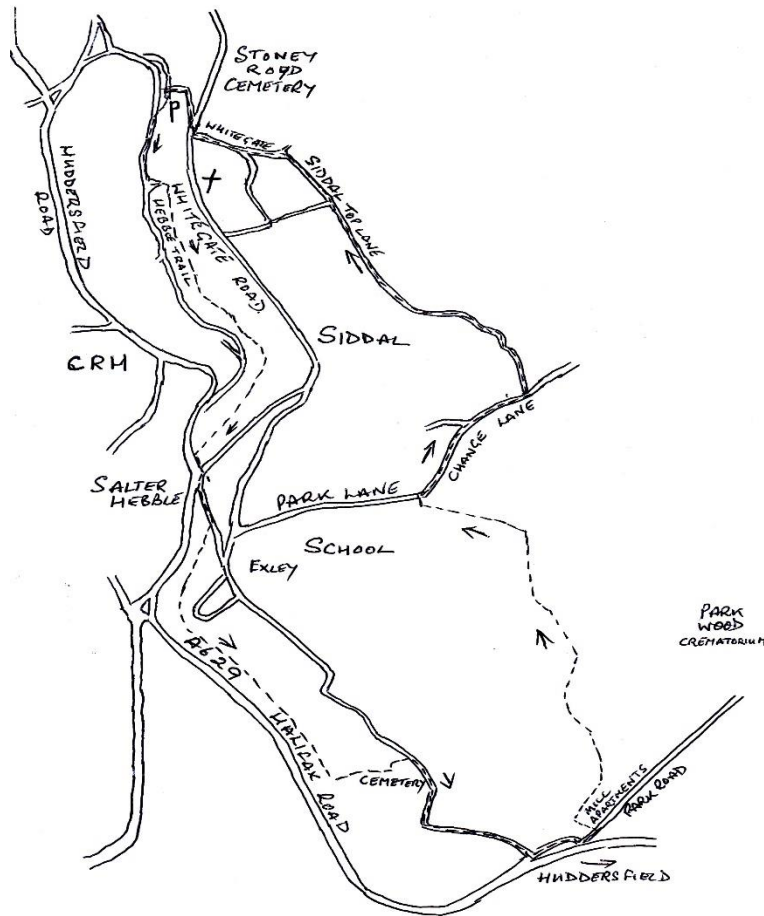 STONEY
ROAD
CEMETERY
P
WHITEGATE
SIDDAL TOP LANE
HUDDERSFIELD
ROAD
WHITEGATE ROAD.
HEBBLE TRAIL
SIDDAL
CRH
CHANGE LANE
SALTER
HEBBLE
PARK LANE
SCHOOL
EXLEY
PARK
WOOD
CREMATORIUM
A629
HALIFAX ROAD
CEMETERY
MILL
APARTMENTS
PARK ROAD
HUDDERSFIELD